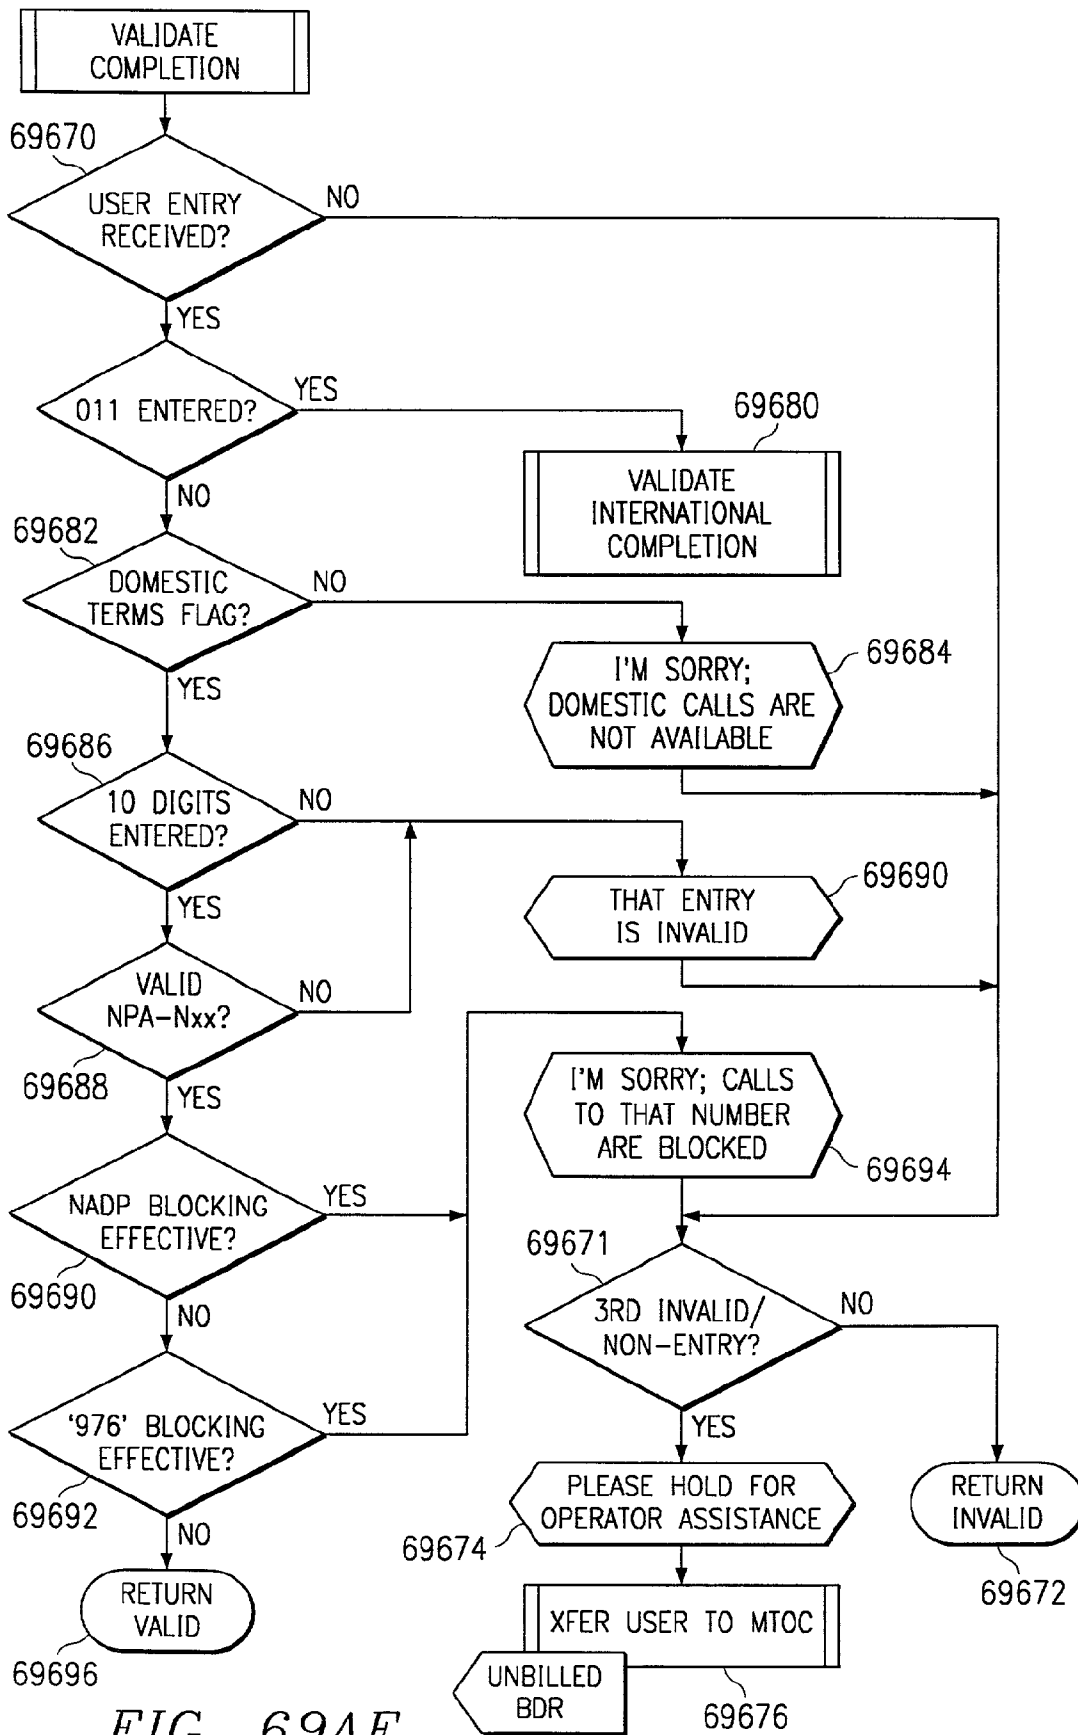 VALIDATE
COMPLETION
69670
USER ENTRY
RECEIVED?
NO
YES
011 ENTERED?
YES
NO
69680
VALIDATE
INTERNATIONAL
COMPLETION
69682
DOMESTIC
TERMS FLAG?
NO
YES
I'M SORRY;
DOMESTIC CALLS ARE
NOT AVAILABLE
69684
69686
10 DIGITS
ENTERED?
NO
YES
THAT ENTRY
IS INVALID
69690
VALID
NPA-Nxx?
NO
69688
YES
I'M SORRY; CALLS
TO THAT NUMBER
ARE BLOCKED
69694
NADP BLOCKING
EFFECTIVE?
YES
69690
NO
69671
3RD INVALID/
NON-ENTRY?
NO
YES
'976' BLOCKING
EFFECTIVE?
YES
69692
NO
PLEASE HOLD FOR
OPERATOR ASSISTANCE
69674
RETURN
INVALID
69672
RETURN
VALID
69696
XFER USER TO MTOC
UNBILLED
BDR
69676
FIG. 69AF